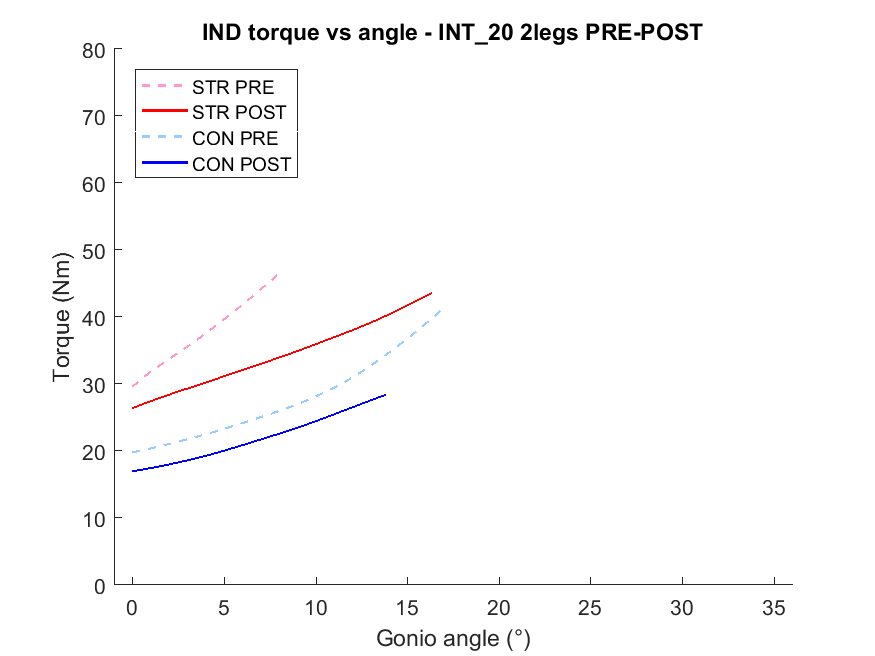 IND torque vs angle - INT_20 2legs PRE-POST
80
70
60
50
40
30
20
10
0
Torque (Nm)
STR PRE
STR POST
CON PRE
CON POST
0 5 10 15 20 25 30 35
Gonio angle (°)